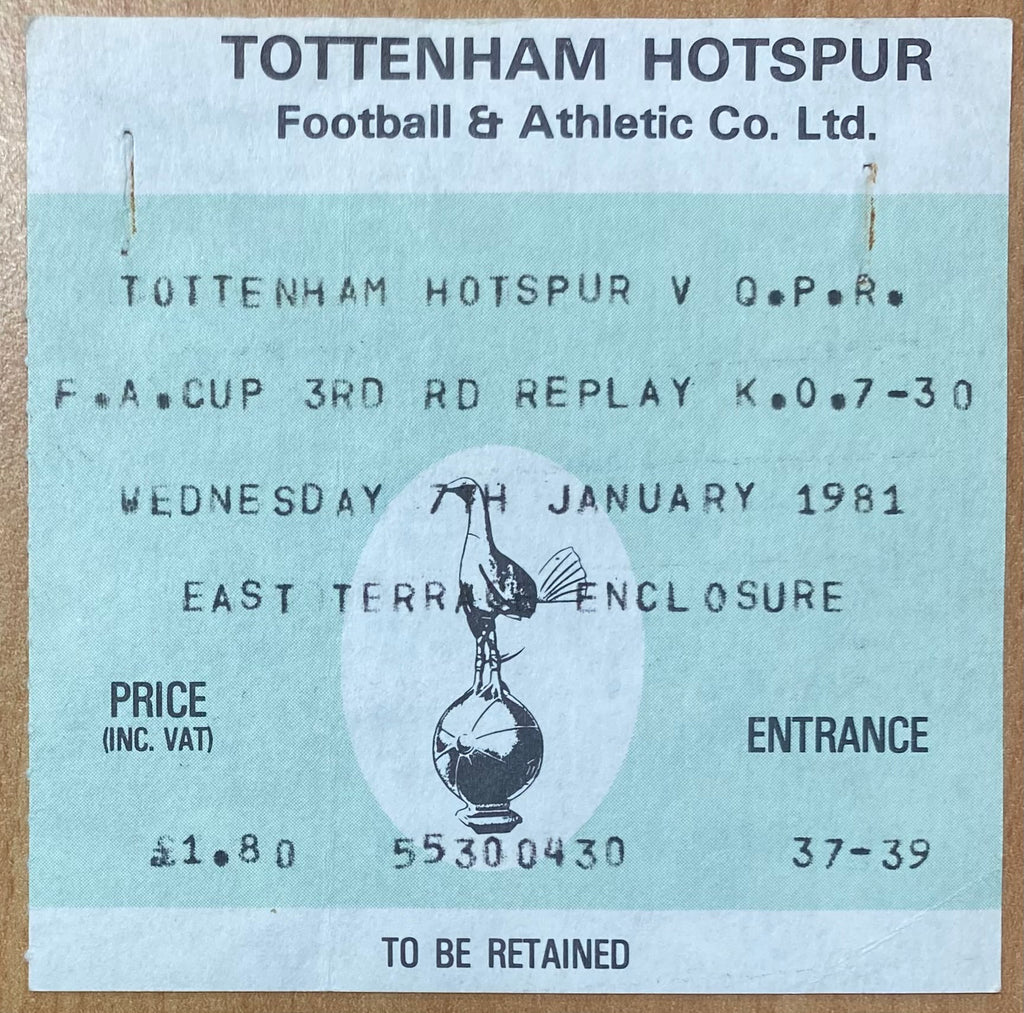 TOTTENHAM HOTSPUR
Football & Athletic Co. Ltd.
TOTTENHAM HOTSPUR V Q.P.R.
F.A.CUP 3RD RD REPLAY K.O.7-30
WEDNESDAY 7TH JANUARY 1981
EAST TERRACE ENCLOSURE
PRICE
(INC. VAT)
ENTRANCE
£1.80 55300430 37-39
TO BE RETAINED